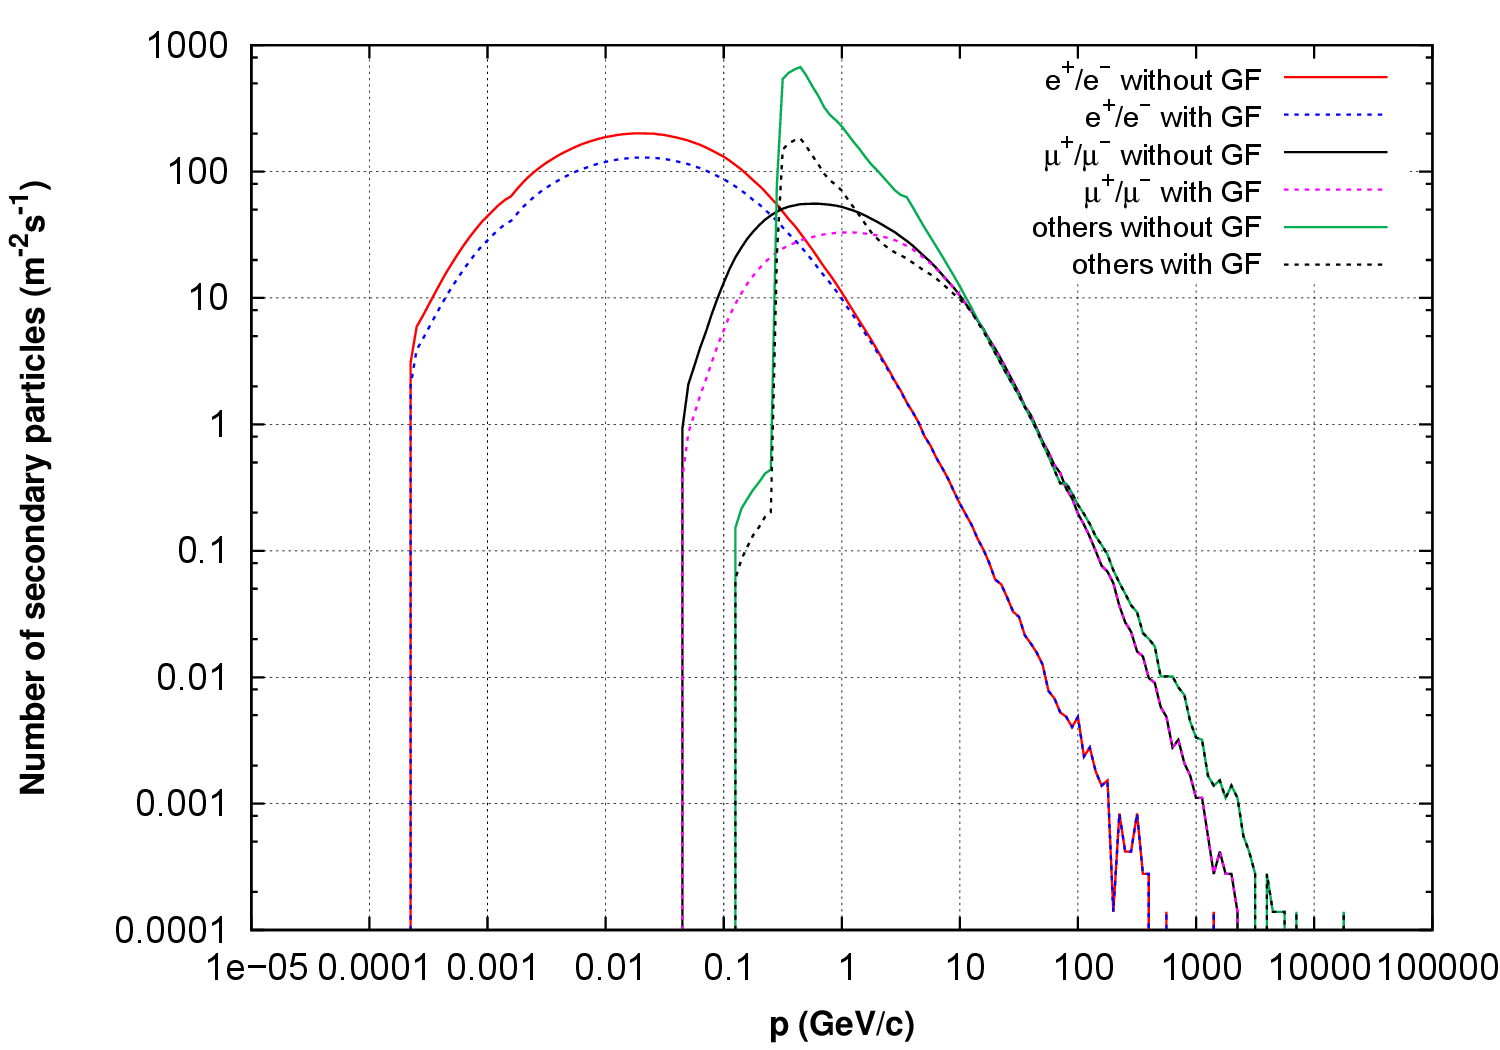 Number of secondary particles (m⁻²s⁻¹)
1000
100
10
1
0.1
0.01
0.001
0.0001
e⁺/e⁻ without GF
e⁺/e⁻ with GF
μ⁺/μ⁻ without GF
μ⁺/μ⁻ with GF
others without GF
others with GF
1e−05 0.0001 0.001 0.01 0.1 1 10 100 1000 10000 100000
p (GeV/c)